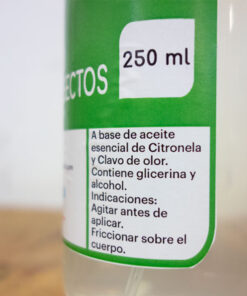 250 ml
ECTOS
A base de aceite
esencial de Citronela
y Clavo de olor.
Contiene glicerina y
alcohol.
Indicaciones:
Agitar antes de
aplicar.
Friccionar sobre el
cuerpo.